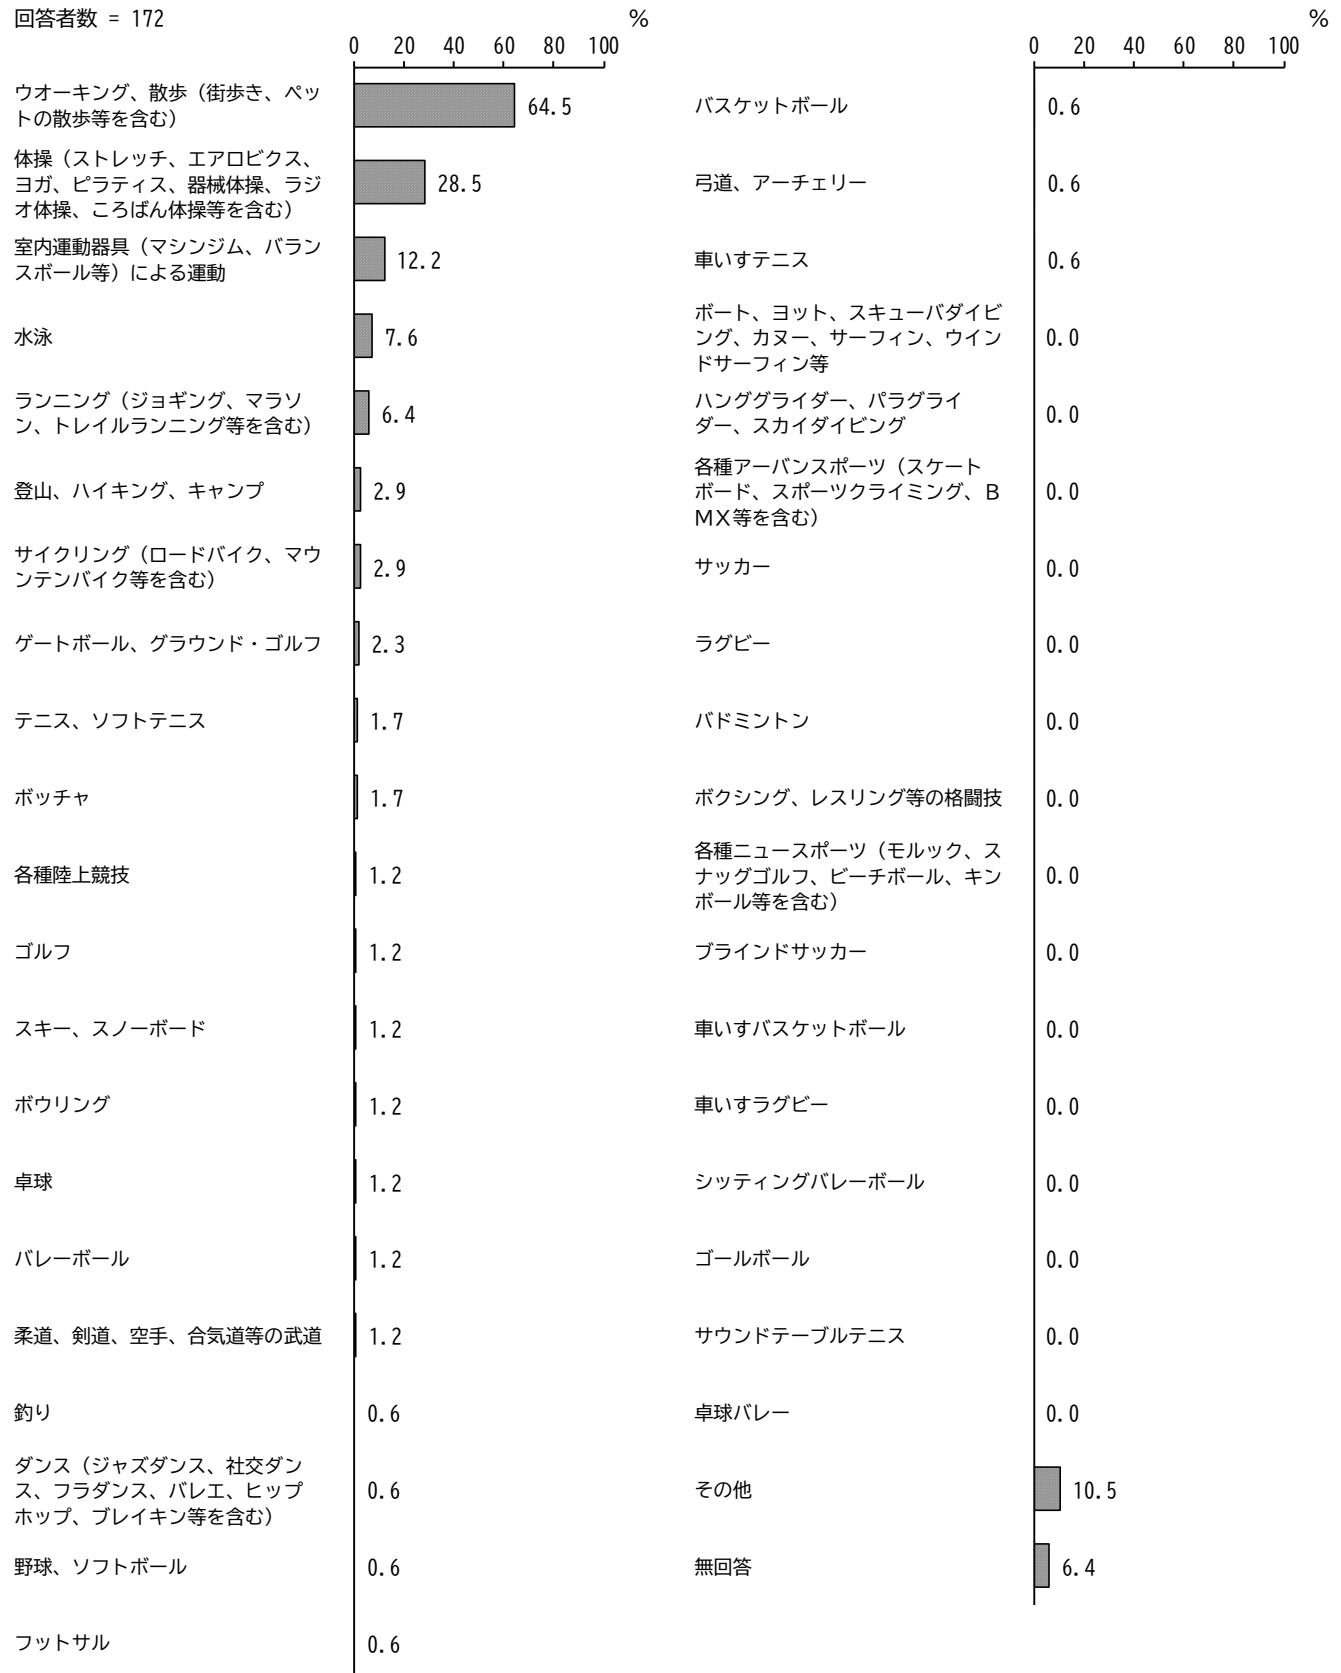 回答者数 = 172
%
0 20 40 60 80 100
ウオーキング、散歩（街歩き、ペッ
トの散歩等を含む）
64.5
体操（ストレッチ、エアロビクス、
ヨガ、ピラティス、器械体操、ラジ
オ体操、ころばん体操等を含む）
28.5
室内運動器具（マシンジム、バラン
スボール等）による運動
12.2
水泳
7.6
ランニング（ジョギング、マラソ
ン、トレイルランニング等を含む）
6.4
登山、ハイキング、キャンプ
2.9
サイクリング（ロードバイク、マウ
ンテンバイク等を含む）
2.9
ゲートボール、グラウンド・ゴルフ
2.3
テニス、ソフトテニス
1.7
ボッチャ
1.7
各種陸上競技
1.2
ゴルフ
1.2
スキー、スノーボード
1.2
ボウリング
1.2
卓球
1.2
バレーボール
1.2
柔道、剣道、空手、合気道等の武道
1.2
釣り
0.6
ダンス（ジャズダンス、社交ダン
ス、フラダンス、バレエ、ヒップ
ホップ、ブレイキン等を含む）
0.6
野球、ソフトボール
0.6
フットサル
0.6
%
0 20 40 60 80 100
バスケットボール
0.6
弓道、アーチェリー
0.6
車いすテニス
0.6
ボート、ヨット、スキューバダイビ
ング、カヌー、サーフィン、ウイン
ドサーフィン等
0.0
ハンググライダー、パラグライ
ダー、スカイダイビング
0.0
各種アーバンスポーツ（スケート
ボード、スポーツクライミング、Ｂ
ＭＸ等を含む）
0.0
サッカー
0.0
ラグビー
0.0
バドミントン
0.0
ボクシング、レスリング等の格闘技
0.0
各種ニュースポーツ（モルック、ス
ナッグゴルフ、ビーチボール、キン
ボール等を含む）
0.0
ブラインドサッカー
0.0
車いすバスケットボール
0.0
車いすラグビー
0.0
シッティングバレーボール
0.0
ゴールボール
0.0
サウンドテーブルテニス
0.0
卓球バレー
0.0
その他
10.5
無回答
6.4